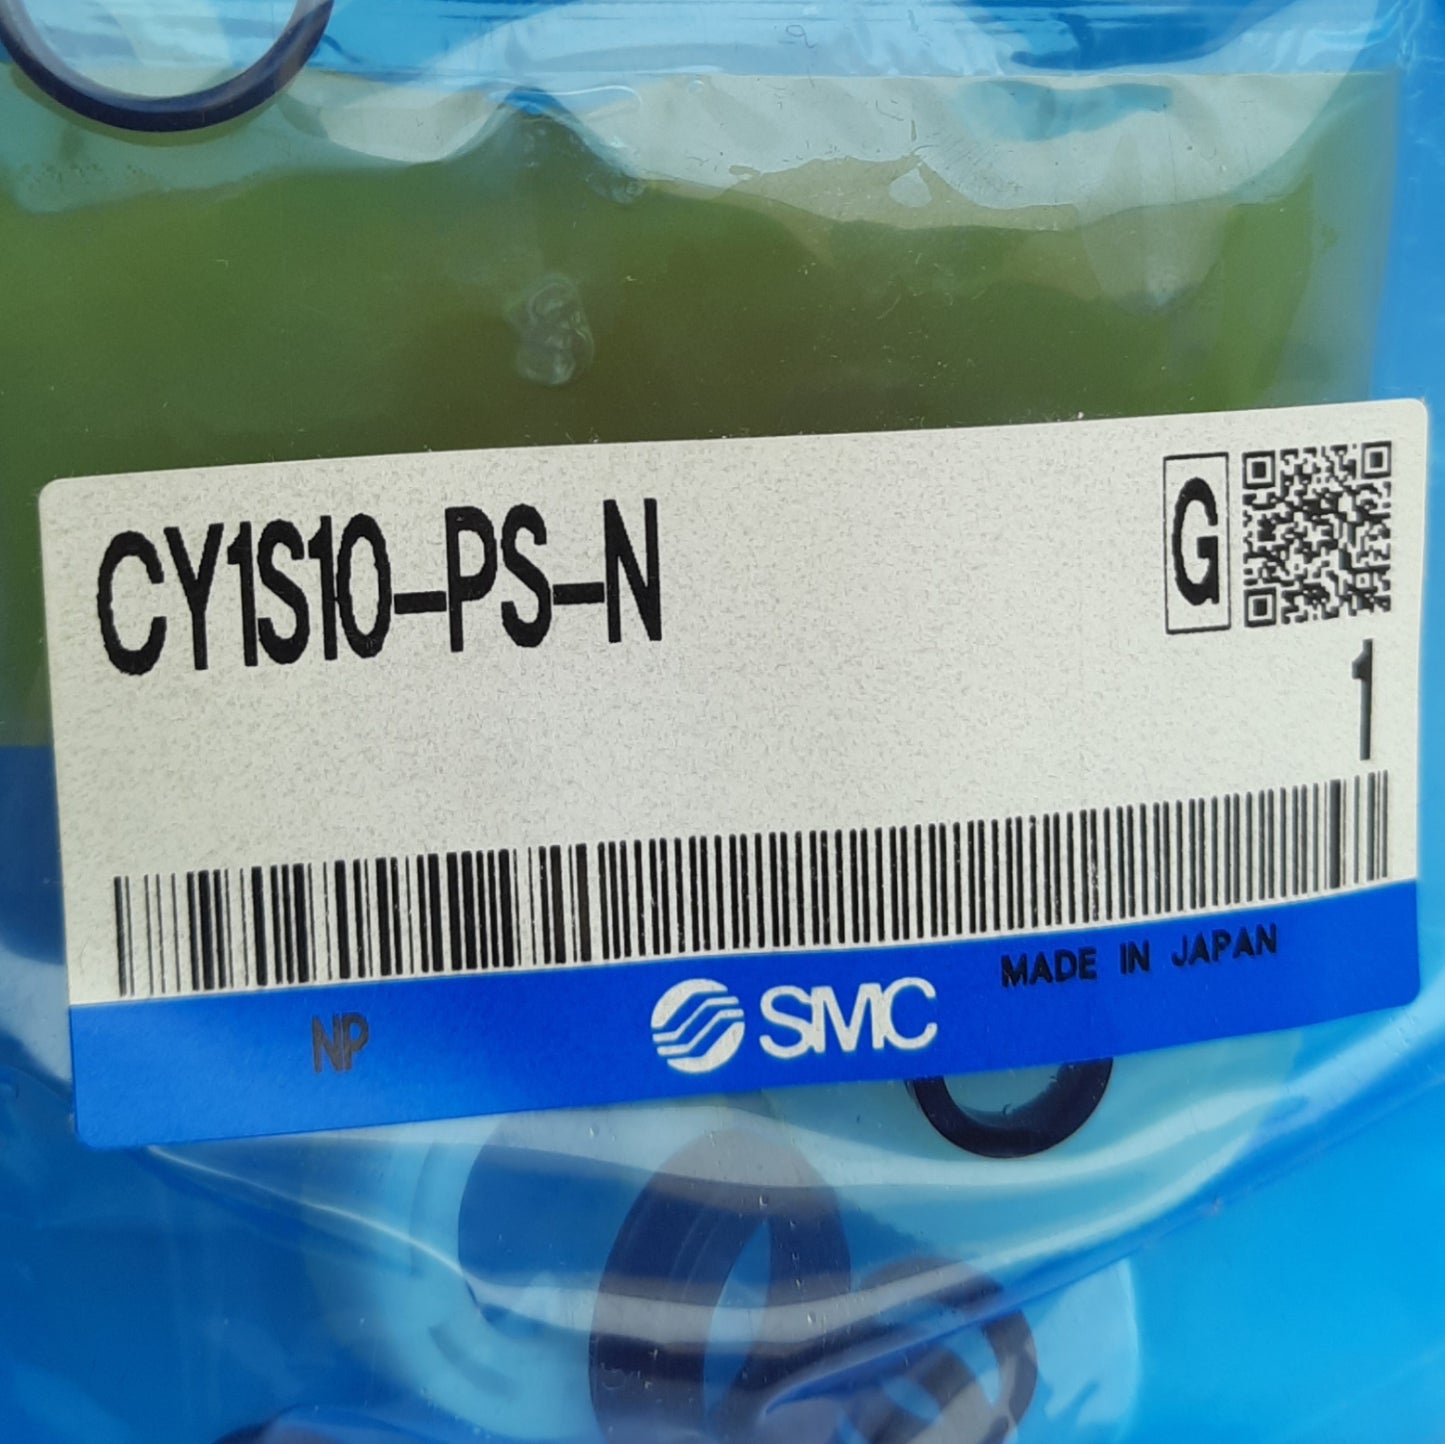 CY1S10-PS-N
G
1
MADE IN JAPAN
NP
SMC